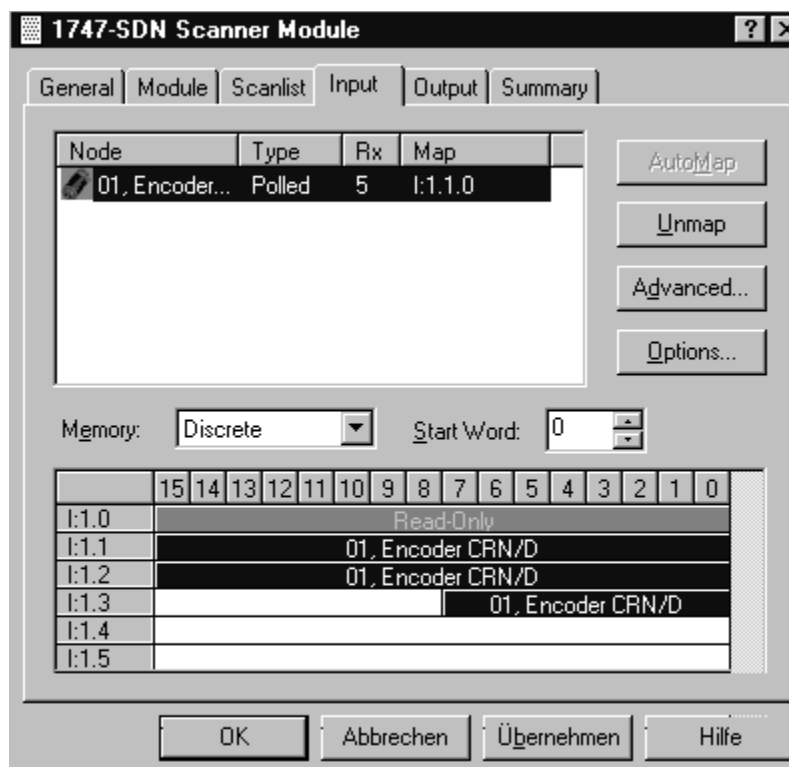 1747-SDN Scanner Module ? X
General Module Scanlist Input Output Summary
Node Type Rx Map
01, Encoder... Polled 5 I:1.1.0
AutoMap
Unmap
Advanced...
Options...
Memory: Discrete Start Word: 0
15 14 13 12 11 10 9 8 7 6 5 4 3 2 1 0
I:1.0 Read-Only
I:1.1 01, Encoder CRN/D
I:1.2 01, Encoder CRN/D
I:1.3 01, Encoder CRN/D
I:1.4
I:1.5
OK Abbrechen Übernehmen Hilfe